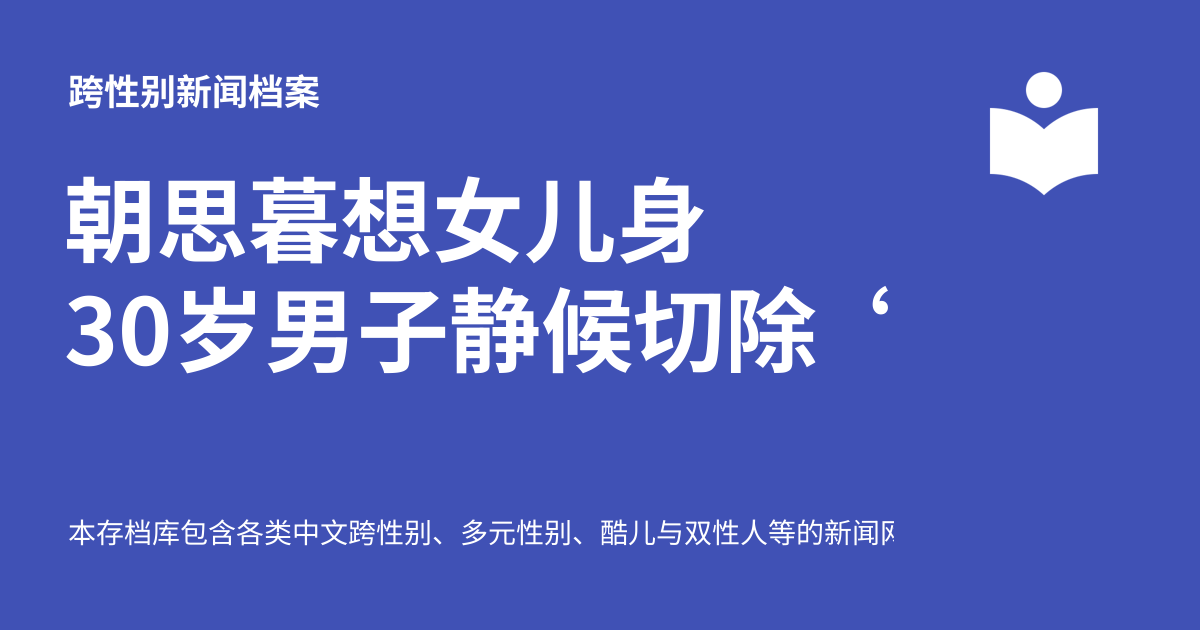 跨性别新闻档案
朝思暮想女儿身
30岁男子静候切除‘
本存档库包含各类中文跨性别、多元性别、酷儿与双性人等的新闻